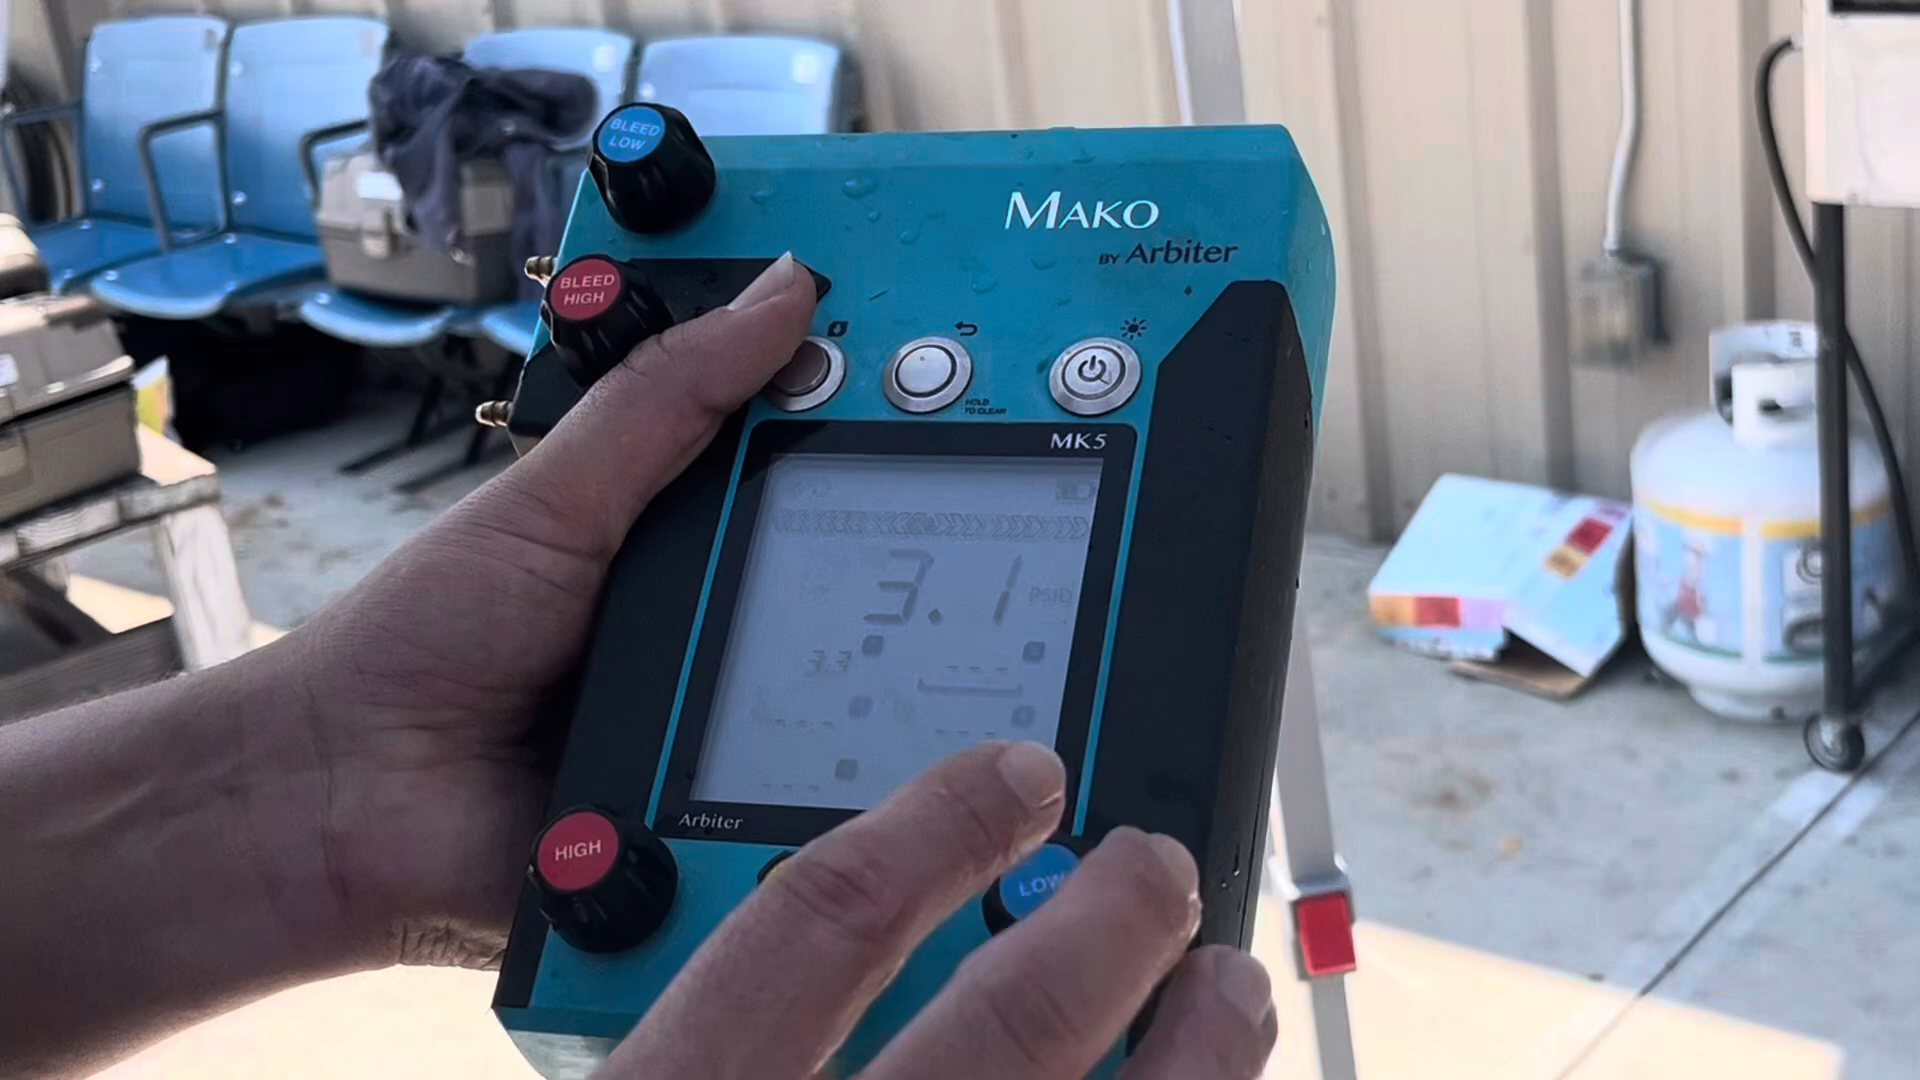 BLEED
LOW
MAKO
BY Arbiter
BLEED
HIGH
HOLD
TO CLEAR
MK5
3.1
PSID
3.3
Arbiter
HIGH
LOW